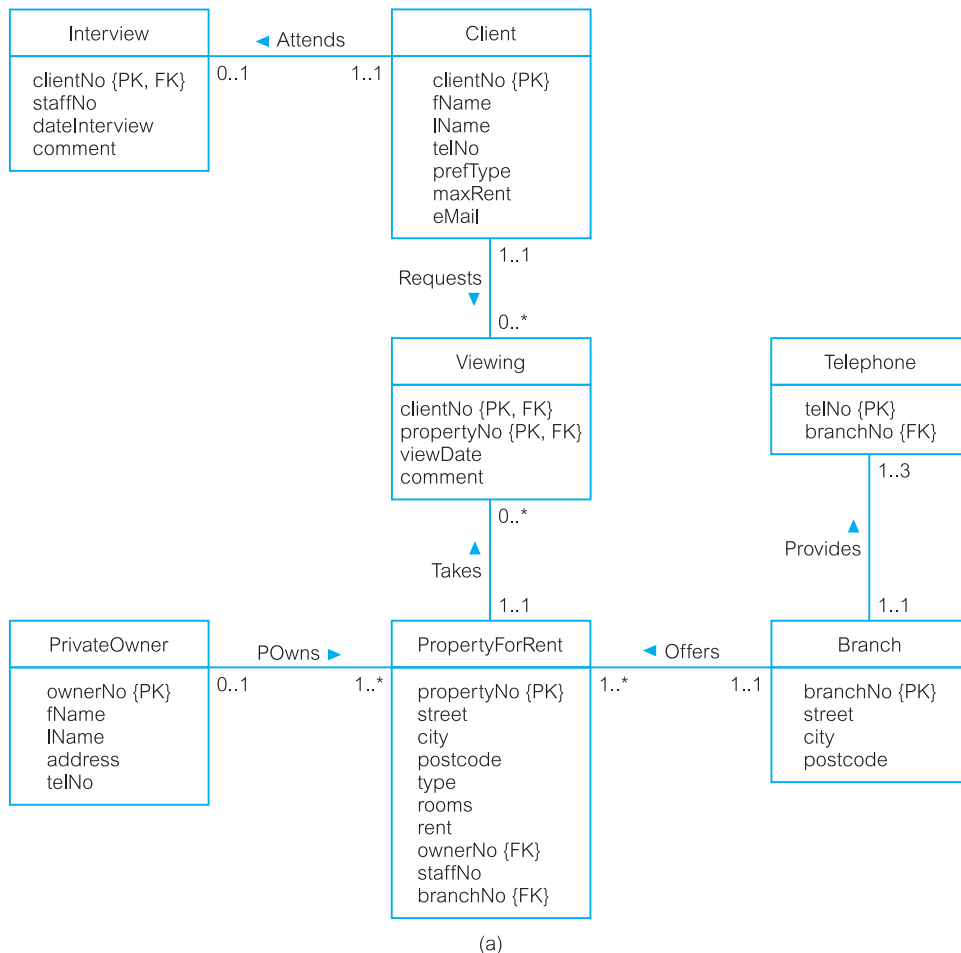 Interview
clientNo {PK, FK}
staffNo
dateInterview
comment
◄ Attends
0..1
1..1
Client
clientNo {PK}
fName
lName
telNo
prefType
maxRent
eMail
1..1
Requests
▼
0..*
Viewing
clientNo {PK, FK}
propertyNo {PK, FK}
viewDate
comment
Telephone
telNo {PK}
branchNo {FK}
0..*
▲
Takes
1..1
1..3
▲
Provides
1..1
PrivateOwner
ownerNo {PK}
fName
lName
address
telNo
POwns ►
0..1
1..*
PropertyForRent
propertyNo {PK}
street
city
postcode
type
rooms
rent
ownerNo {FK}
staffNo
branchNo {FK}
◄ Offers
1..*
1..1
Branch
branchNo {PK}
street
city
postcode
(a)